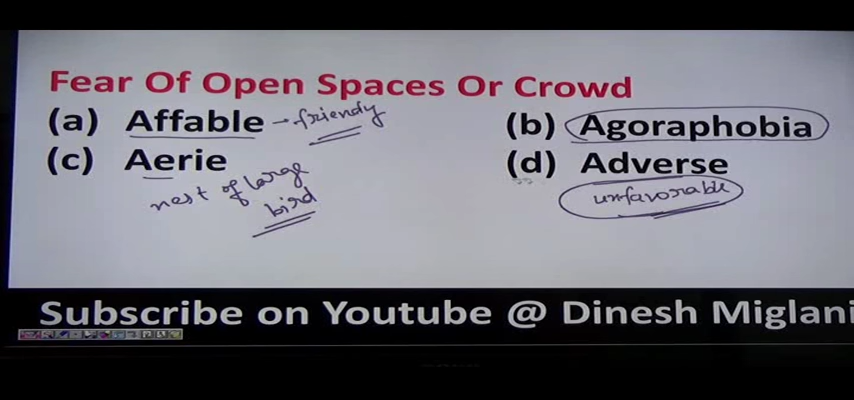 Fear Of Open Spaces Or Crowd
(a) Affable - friendly
(b) Agoraphobia
(c) Aerie
nest of large
bird
(d) Adverse
unfavorable
Subscribe on Youtube @ Dinesh Miglani